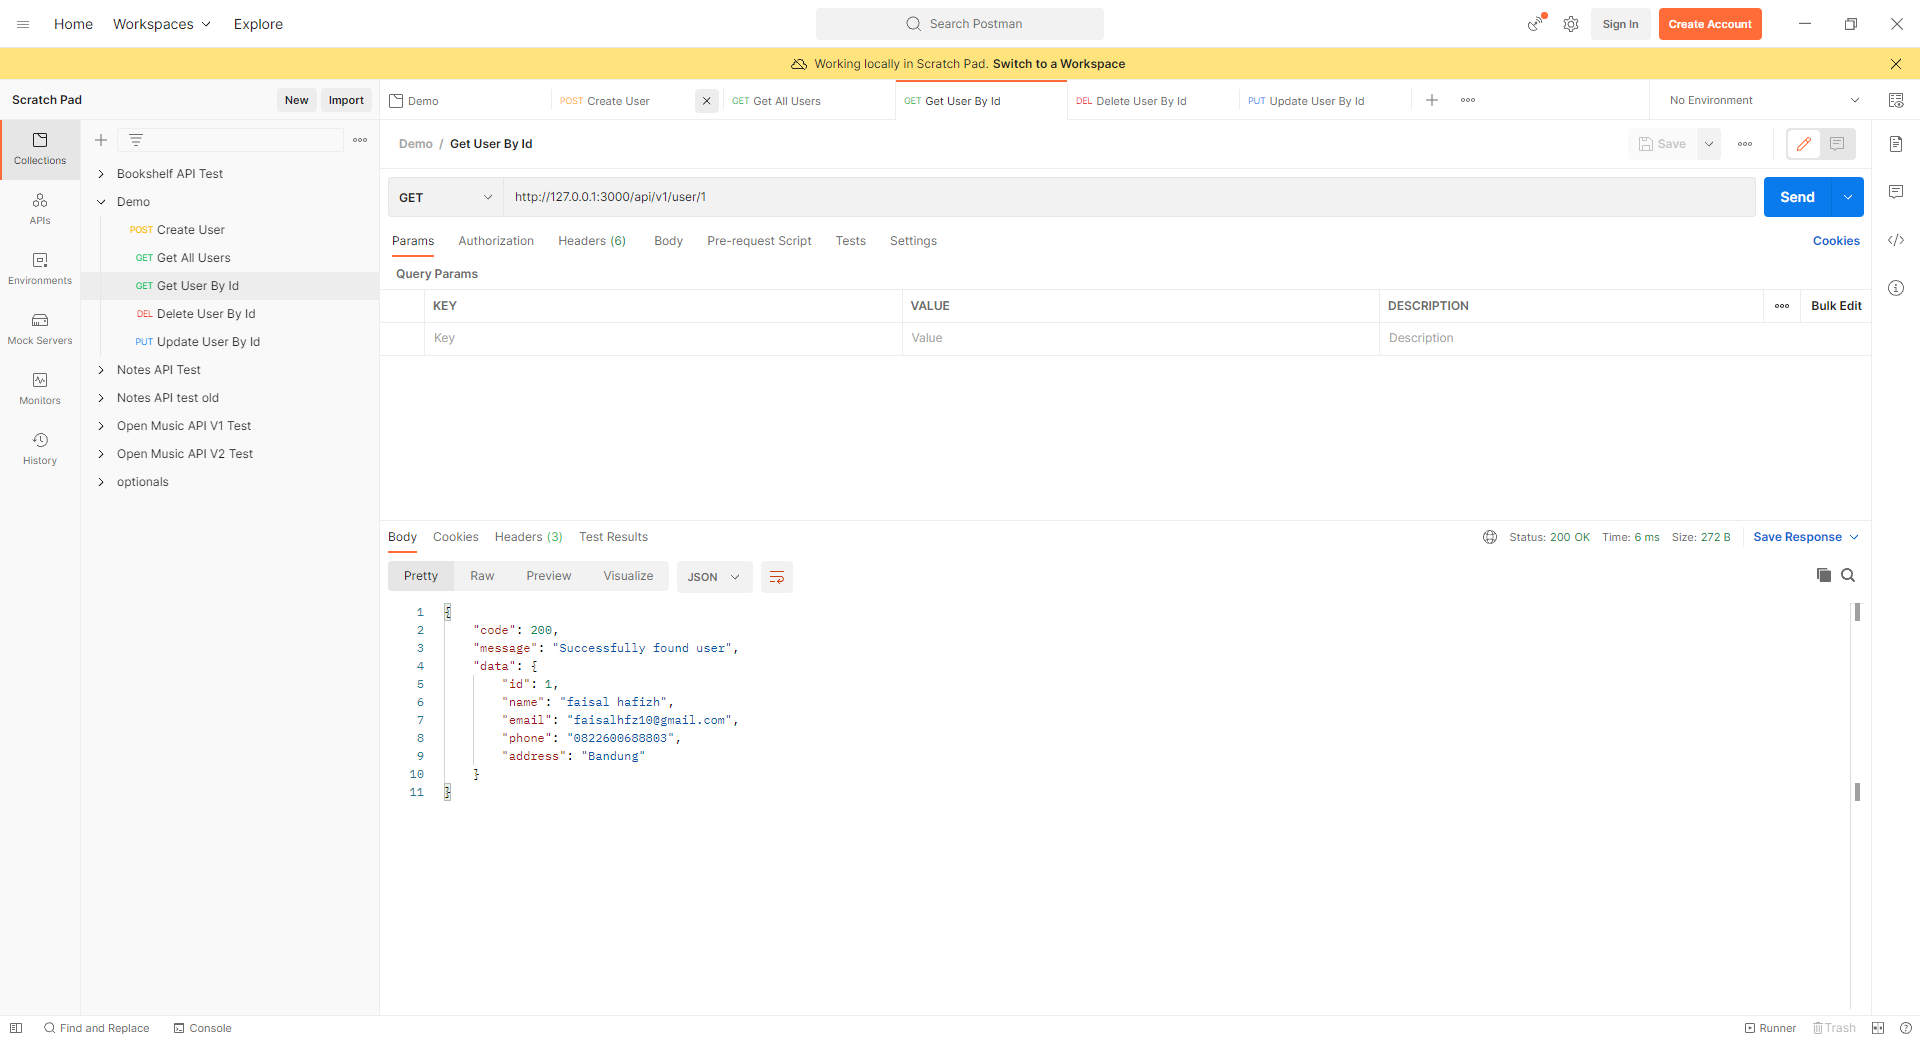 Home Workspaces Explore Search Postman Sign In Create Account
Working locally in Scratch Pad. Switch to a Workspace
Scratch Pad New Import Demo POST Create User GET Get All Users GET Get User By Id DEL Delete User By Id PUT Update User By Id No Environment
Collections
APIs
Environments
Mock Servers
Monitors
History
Bookshelf API Test
Demo
POST Create User
GET Get All Users
GET Get User By Id
DEL Delete User By Id
PUT Update User By Id
Notes API Test
Notes API test old
Open Music API V1 Test
Open Music API V2 Test
optionals
Demo / Get User By Id Save
GET http://127.0.0.1:3000/api/v1/user/1 Send
Params Authorization Headers (6) Body Pre-request Script Tests Settings Cookies
Query Params
KEY VALUE DESCRIPTION Bulk Edit
Key Value Description
Body Cookies Headers (3) Test Results Status: 200 OK Time: 6 ms Size: 272 B Save Response
Pretty Raw Preview Visualize JSON
1 {
2 "code": 200,
3 "message": "Successfully found user",
4 "data": {
5 "id": 1,
6 "name": "faisal hafizh",
7 "email": "faisalhfz10@gmail.com",
8 "phone": "0822600688803",
9 "address": "Bandung"
10 }
11 }
Find and Replace Console Runner Trash